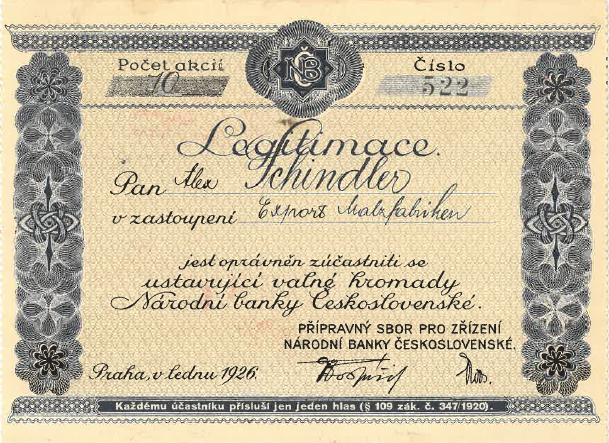 Počet akcií
10
NBČ
Číslo
522
Legitimace.
Pan Alex Schindler
v zastoupení Export Malzfabriken
jest oprávněn zúčastniti se
ustavující valné hromady
Národní banky Československé.
PŘÍPRAVNÝ SBOR PRO ZŘÍZENÍ
NÁRODNÍ BANKY ČESKOSLOVENSKÉ.
Praha, v lednu 1926.
Každému účastníku přísluší jen jeden hlas (§ 109 zák. č. 347/1920).